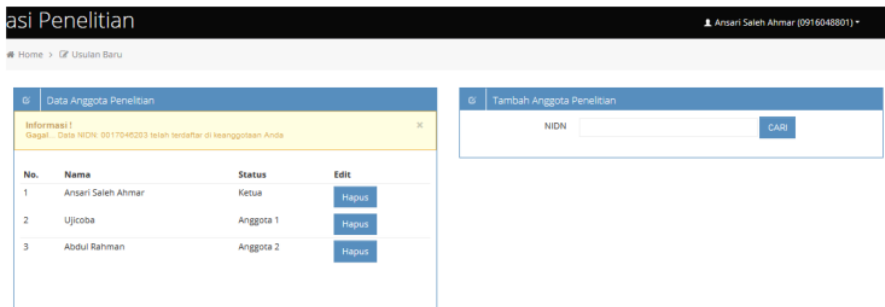 asi Penelitian
Ansari Saleh Ahmar (0916048801)
Home > Usulan Baru
Data Anggota Penelitian
Informasi !
Gagal... Data NIDN: 0017046203 telah terdaftar di keanggotaan Anda
×
No. Nama Status Edit
1 Ansari Saleh Ahmar Ketua Hapus
2 Ujicoba Anggota 1 Hapus
3 Abdul Rahman Anggota 2 Hapus
Tambah Anggota Penelitian
NIDN CARI